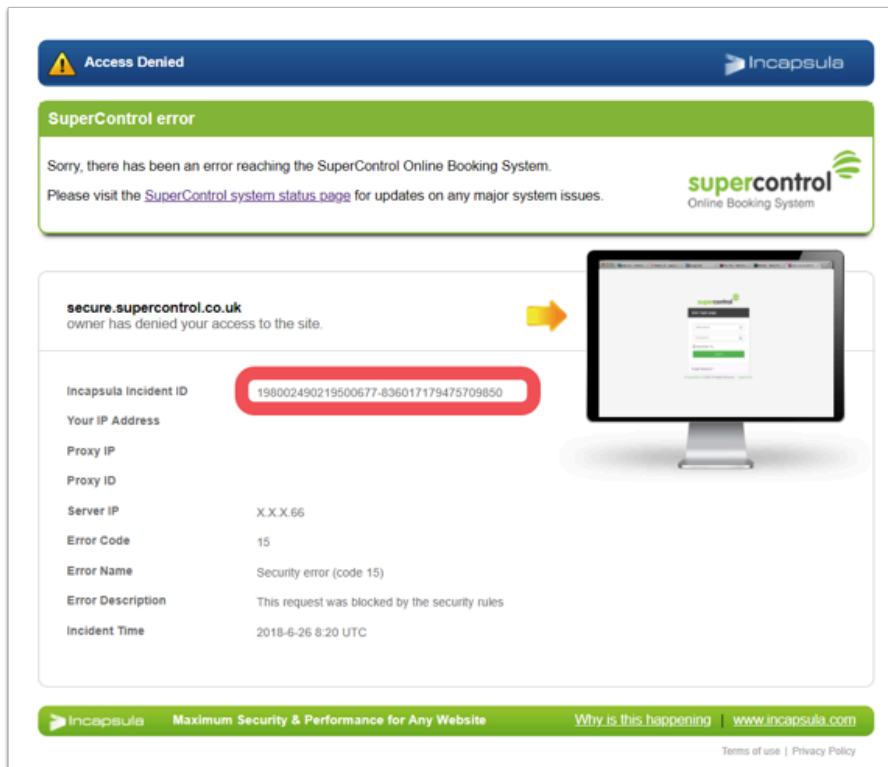 Access Denied
Incapsula
SuperControl error
Sorry, there has been an error reaching the SuperControl Online Booking System.
Please visit the SuperControl system status page for updates on any major system issues.
supercontrol
Online Booking System
secure.supercontrol.co.uk
owner has denied your access to the site.
supercontrol
Incapsula Incident ID 198002490219500677-836017179475709850
Your IP Address
Proxy IP
Proxy ID
Server IP X.X.X.66
Error Code 15
Error Name Security error (code 15)
Error Description This request was blocked by the security rules
Incident Time 2018-6-26 8:20 UTC
Incapsula Maximum Security & Performance for Any Website Why is this happening | www.incapsula.com
Terms of use | Privacy Policy